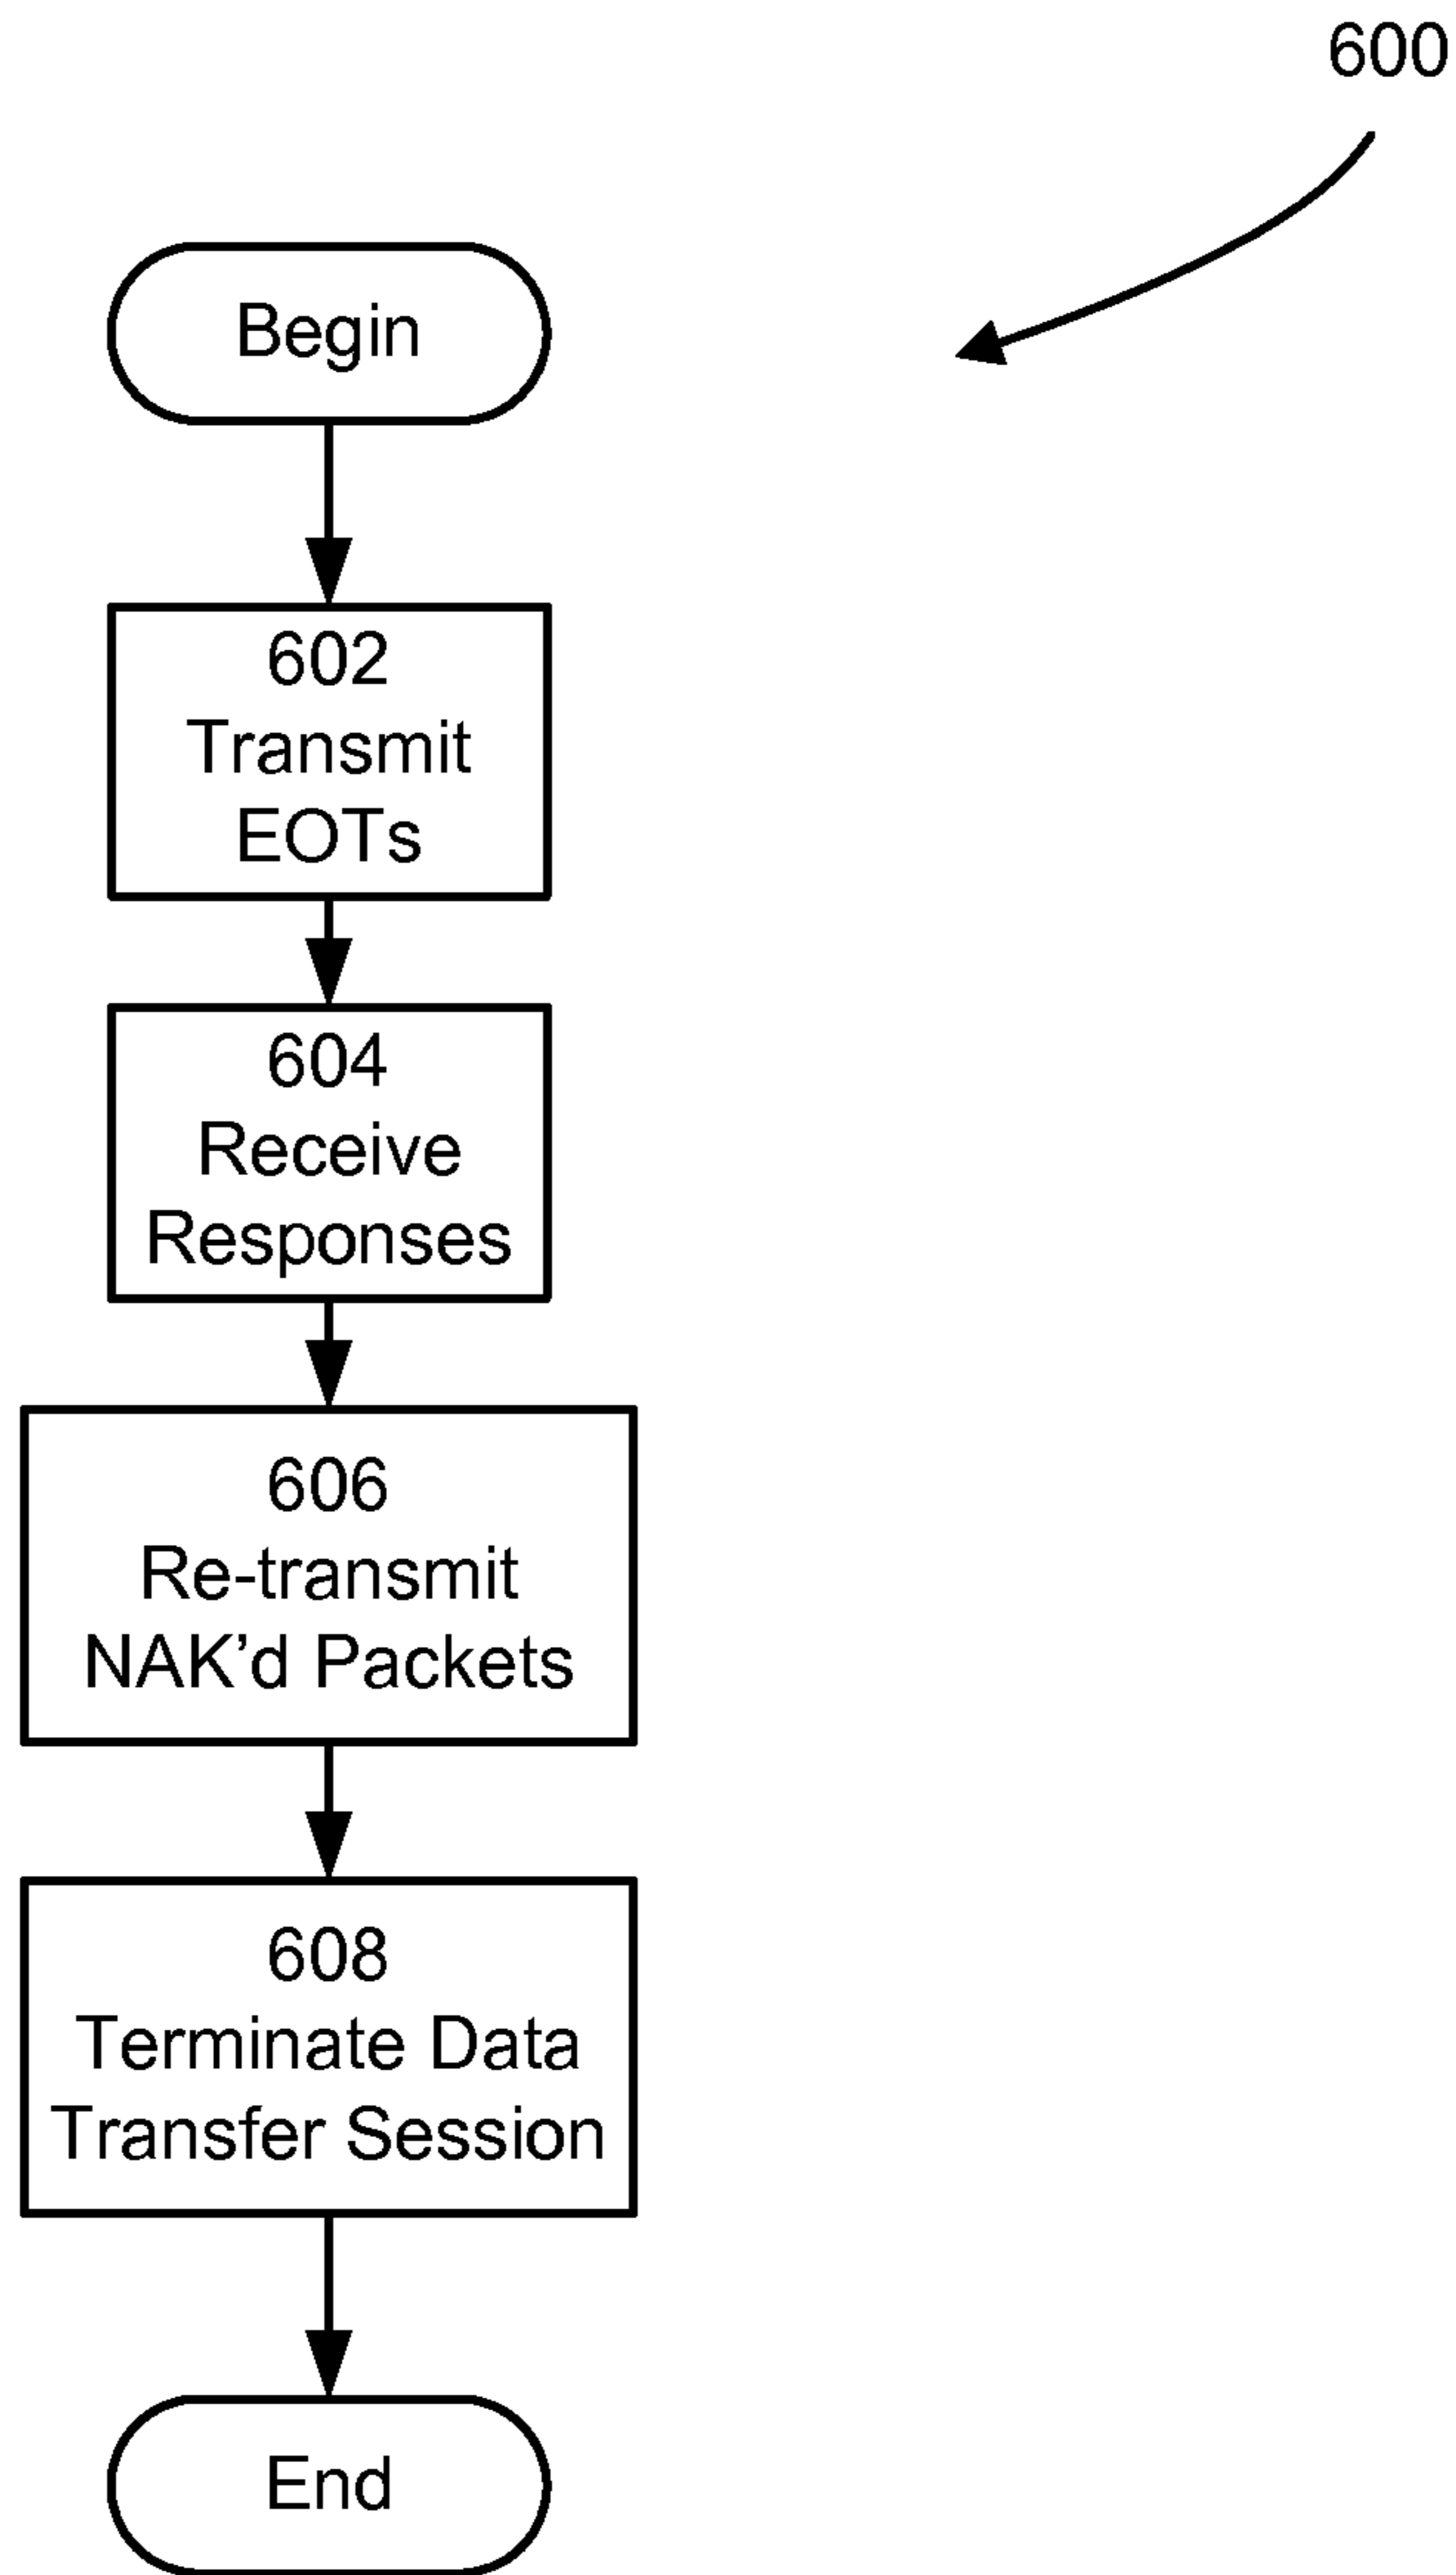 600
Begin
602
Transmit
EOTs
604
Receive
Responses
606
Re-transmit
NAK’d Packets
608
Terminate Data
Transfer Session
End